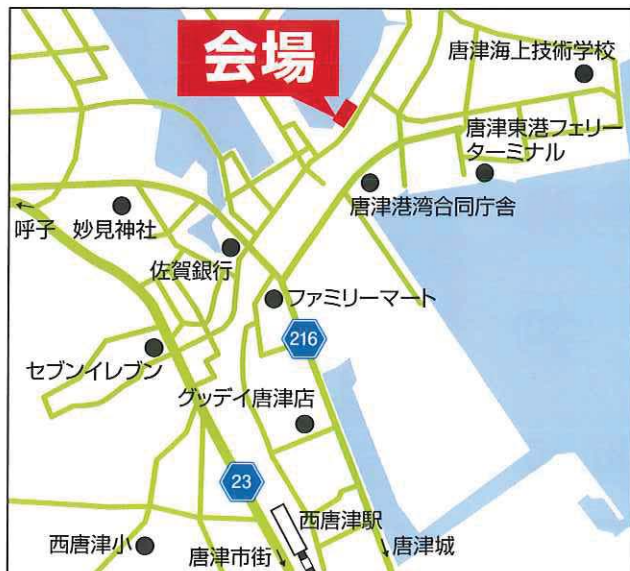 会場
唐津海上技術学校
唐津東港フェリー
ターミナル
唐津港湾合同庁舎
呼子
妙見神社
佐賀銀行
ファミリーマート
216
セブンイレブン
グッデイ唐津店
23
西唐津駅
西唐津小
唐津市街
唐津城